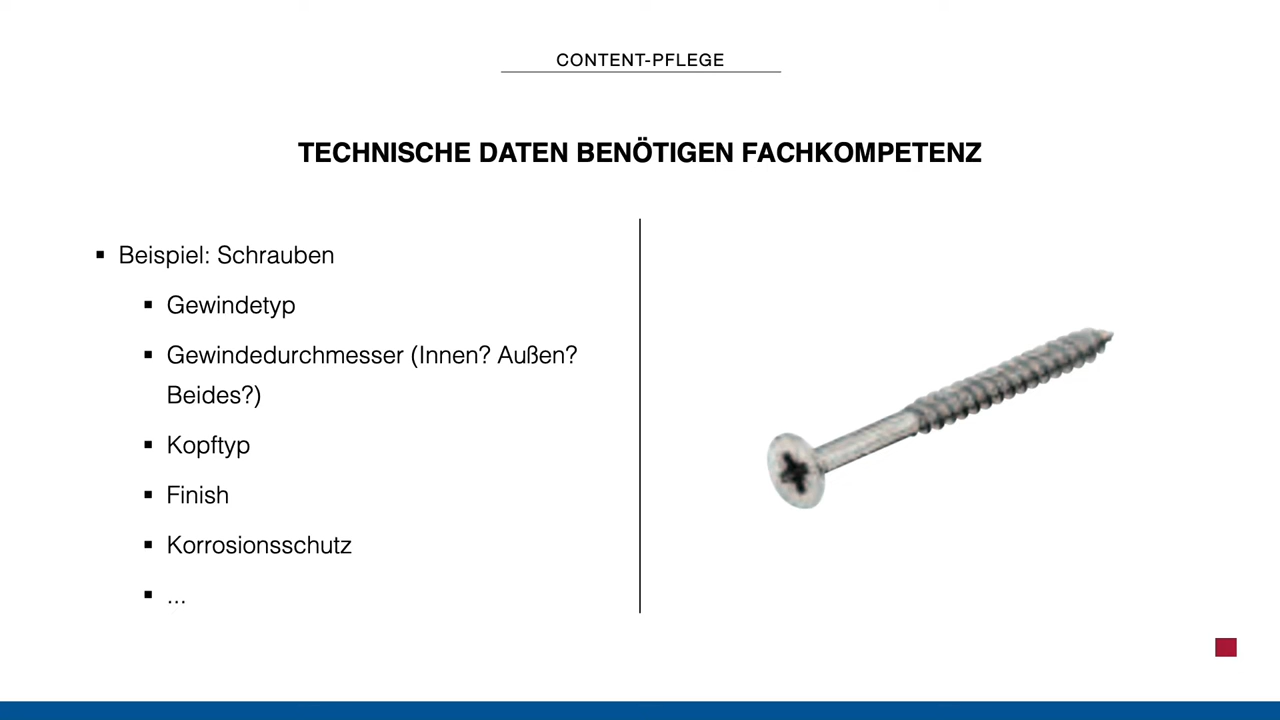 CONTENT-PFLEGE
TECHNISCHE DATEN BENÖTIGEN FACHKOMPETENZ
▪ Beispiel: Schrauben
▪ Gewindetyp
▪ Gewindedurchmesser (Innen? Außen?
Beides?)
▪ Kopftyp
▪ Finish
▪ Korrosionsschutz
▪ ...